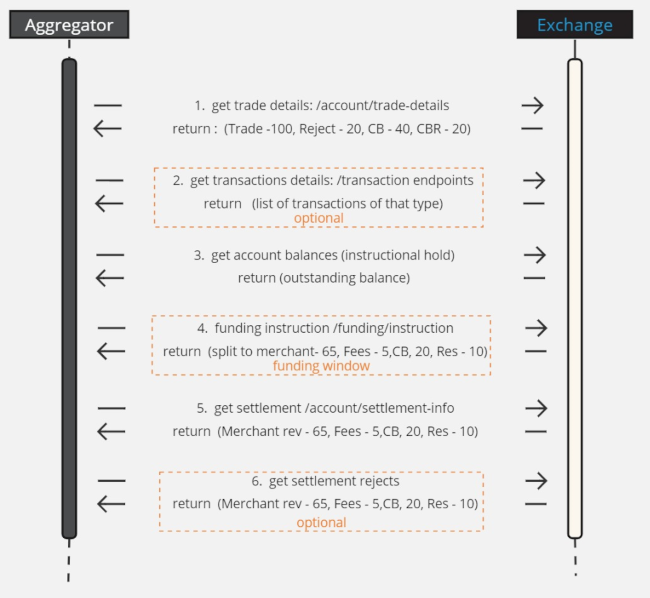 Aggregator
Exchange
1. get trade details: /account/trade-details
return : (Trade -100, Reject - 20, CB - 40, CBR - 20)
2. get transactions details: /transaction endpoints
return (list of transactions of that type)
optional
3. get account balances (instructional hold)
return (outstanding balance)
4. funding instruction /funding/instruction
return (split to merchant- 65, Fees - 5,CB, 20, Res - 10)
funding window
5. get settlement /account/settlement-info
return (Merchant rev - 65, Fees - 5,CB, 20, Res - 10)
6. get settlement rejects
return (Merchant rev - 65, Fees - 5,CB, 20, Res - 10)
optional